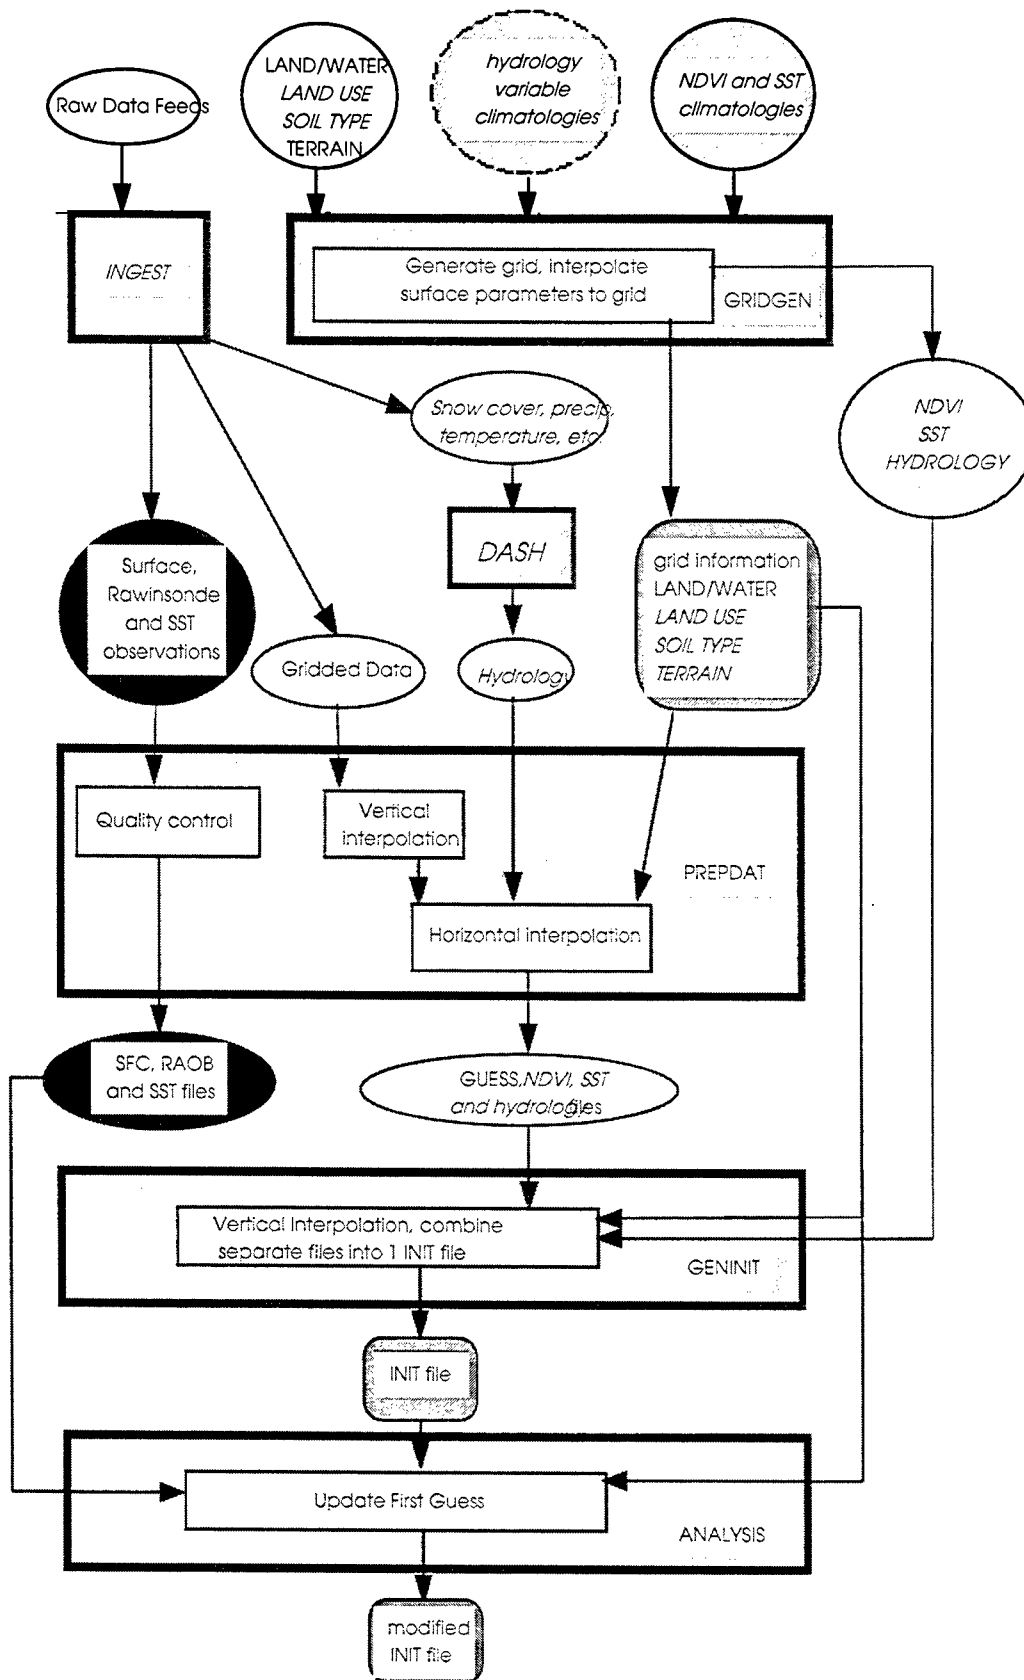 Raw Data Feeds
LAND/WATER
LAND USE
SOIL TYPE
TERRAIN
hydrology
variable
climatologies
NDVI and SST
climatologies
INGEST
Generate grid, interpolate
surface parameters to grid
GRIDGEN
Snow cover, precip,
temperature, etc.
NDVI
SST
HYDROLOGY
DASH
Surface,
Rawinsonde
and SST
observations
Gridded Data
Hydrology
grid information
LAND/WATER
LAND USE
SOIL TYPE
TERRAIN
Quality control
Vertical
interpolation
PREPDAT
Horizontal interpolation
SFC, RAOB
and SST files
GUESS,NDVI, SST
and hydrology files
Vertical Interpolation, combine
separate files into 1 INIT file
GENINIT
INIT file
Update First Guess
ANALYSIS
modified
INIT file